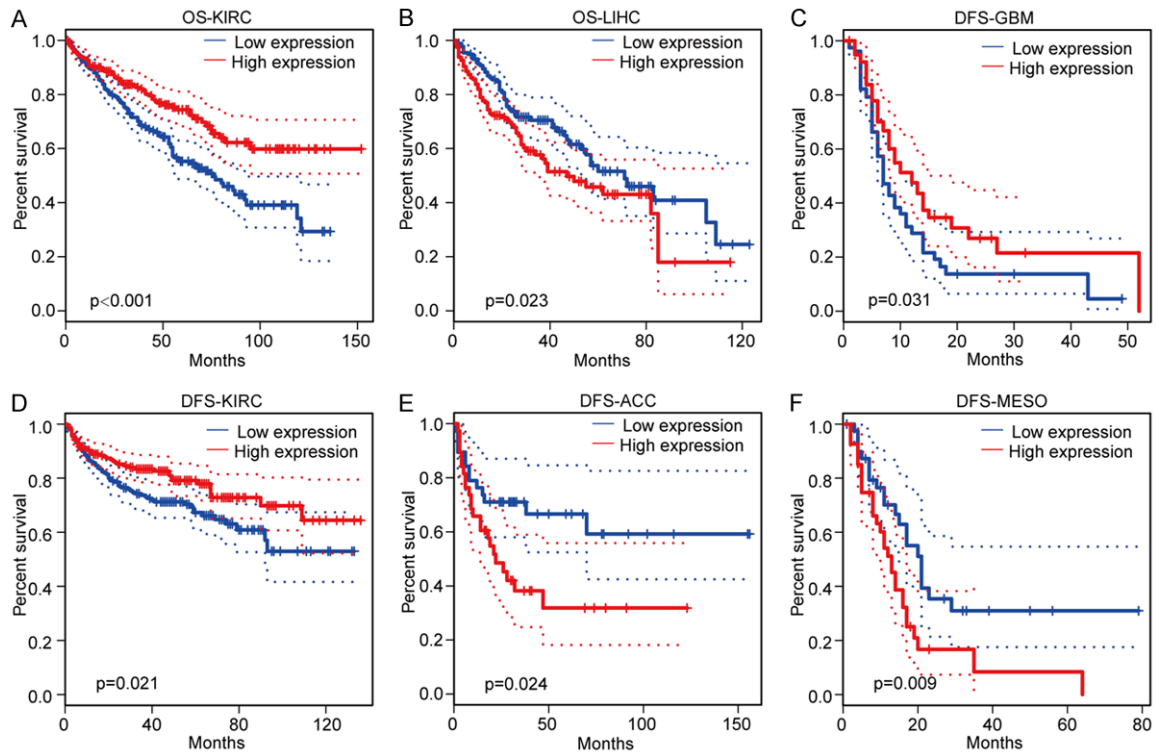 A
OS-KIRC
Low expression
High expression
Percent survival
1.0
0.8
0.6
0.4
0.2
0.0
p<0.001
0 50 100 150
Months
B
OS-LIHC
Low expression
High expression
Percent survival
1.0
0.8
0.6
0.4
0.2
0.0
p=0.023
0 40 80 120
Months
C
DFS-GBM
Low expression
High expression
Percent survival
1.0
0.8
0.6
0.4
0.2
0.0
p=0.031
0 10 20 30 40 50
Months
D
DFS-KIRC
Low expression
High expression
Percent survival
1.0
0.8
0.6
0.4
0.2
0.0
p=0.021
0 40 80 120
Months
E
DFS-ACC
Low expression
High expression
Percent survival
1.0
0.8
0.6
0.4
0.2
0.0
p=0.024
0 50 100 150
Months
F
DFS-MESO
Low expression
High expression
Percent survival
1.0
0.8
0.6
0.4
0.2
0.0
p=0.009
0 20 40 60 80
Months